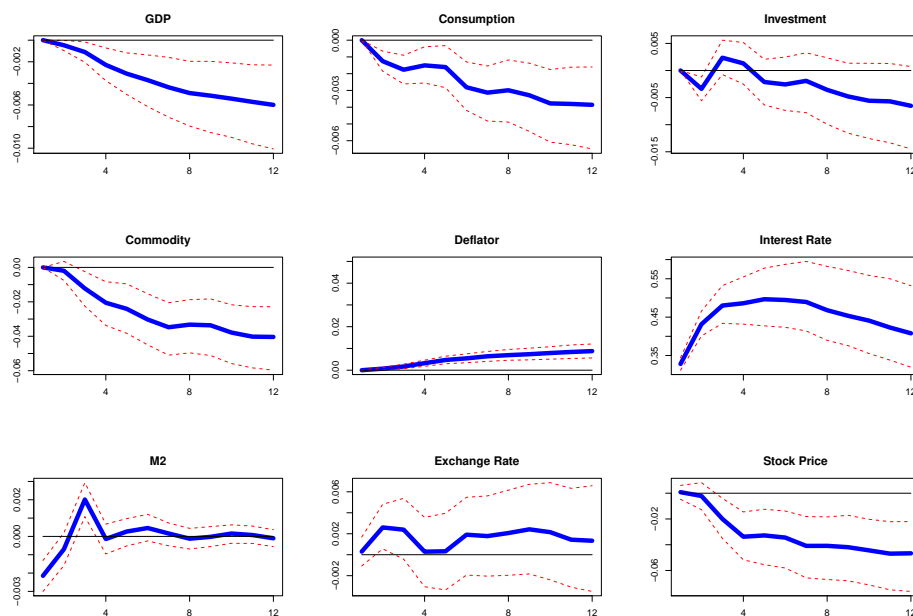 GDP
0.000
−0.006
−0.010
4 8 12
Consumption
0.000
−0.003
−0.006
4 8 12
Investment
0.005
−0.005
−0.015
4 8 12
Commodity
0.00
−0.02
−0.04
−0.06
4 8 12
Deflator
0.04
0.02
0.00
4 8 12
Interest Rate
0.55
0.45
0.35
4 8 12
M2
0.002
0.000
−0.003
4 8 12
Exchange Rate
0.006
0.002
−0.002
4 8 12
Stock Price
−0.02
−0.06
4 8 12